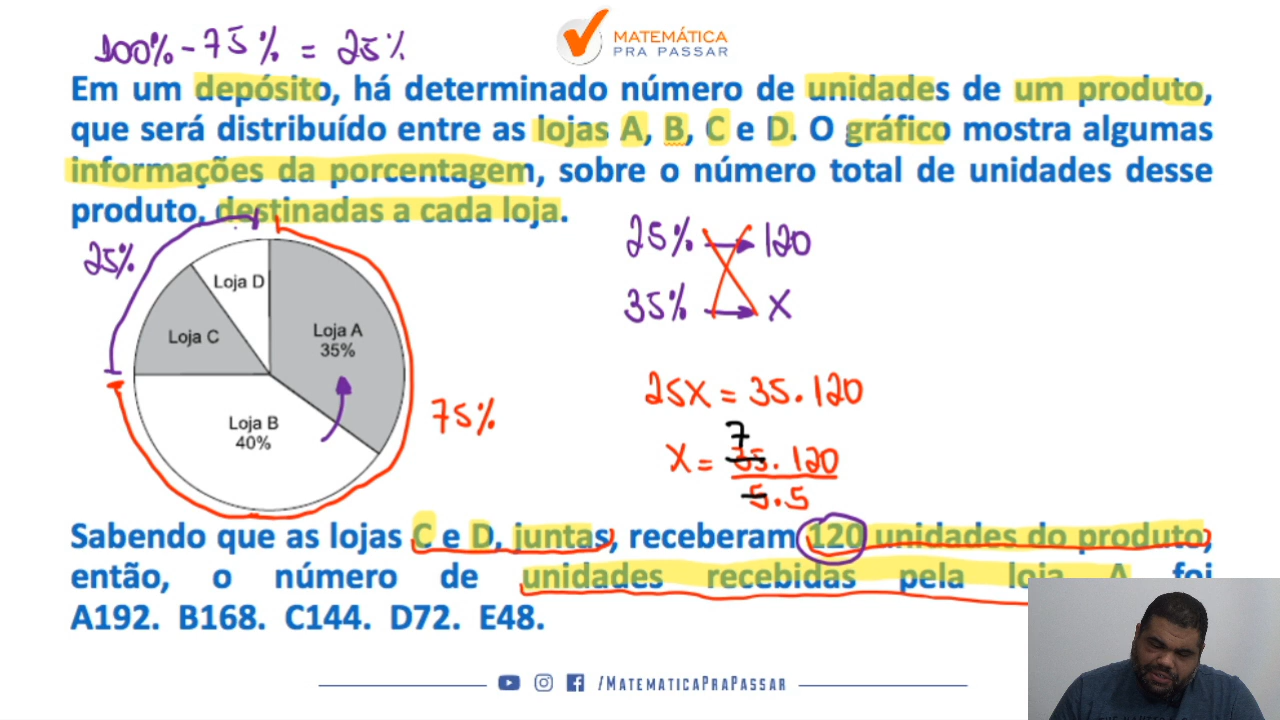 100% - 75% = 25%
MATEMÁTICA
PRA PASSAR
Em um depósito, há determinado número de unidades de um produto,
que será distribuído entre as lojas A, B, C e D. O gráfico mostra algumas
informações da porcentagem, sobre o número total de unidades desse
produto, destinadas a cada loja.
25%
Loja D
Loja C
Loja A
35%
Loja B
40%
75%
25% 120
35% X
25X = 35.120
7
X = 35.120
5.5
Sabendo que as lojas C e D, juntas, receberam 120 unidades do produto,
então, o número de unidades recebidas pela loja A foi
A192. B168. C144. D72. E48.
/MATEMATICAPRAPASSAR